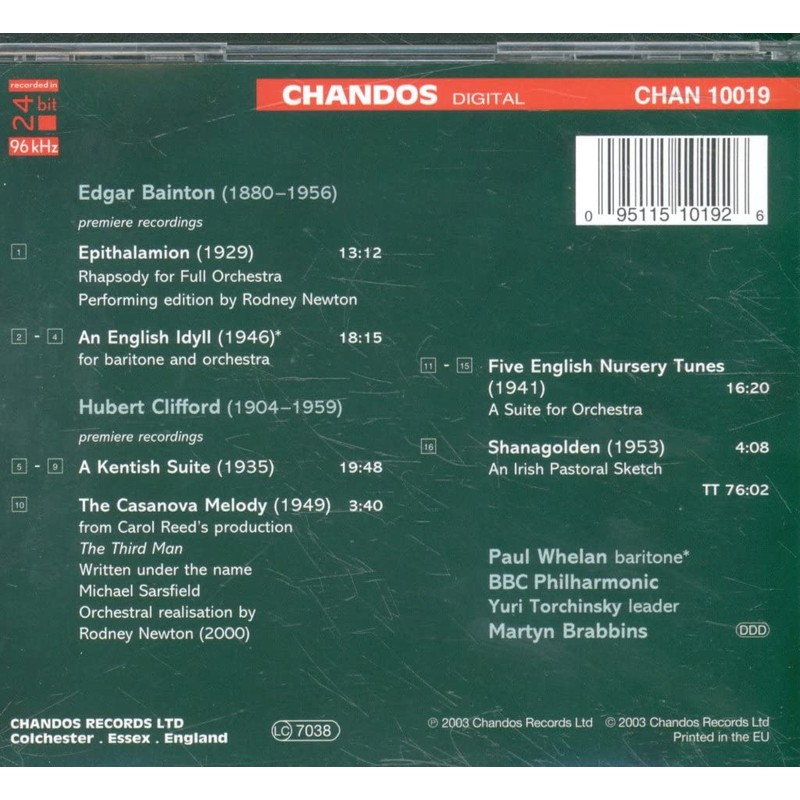 recorded in
24 bit
96 kHz
CHANDOS DIGITAL CHAN 10019
0 95115 10192 6
Edgar Bainton (1880–1956)
premiere recordings
1 Epithalamion (1929) 13:12
Rhapsody for Full Orchestra
Performing edition by Rodney Newton
2 - 4 An English Idyll (1946)* 18:15
for baritone and orchestra
Hubert Clifford (1904–1959)
premiere recordings
5 - 9 A Kentish Suite (1935) 19:48
10 The Casanova Melody (1949) 3:40
from Carol Reed's production
The Third Man
Written under the name
Michael Sarsfield
Orchestral realisation by
Rodney Newton (2000)
11 - 15 Five English Nursery Tunes
(1941) 16:20
A Suite for Orchestra
16 Shanagolden (1953) 4:08
An Irish Pastoral Sketch
TT 76:02
Paul Whelan baritone*
BBC Philharmonic
Yuri Torchinsky leader
Martyn Brabbins
DDD
CHANDOS RECORDS LTD
Colchester . Essex . England
LC 7038
℗ 2003 Chandos Records Ltd © 2003 Chandos Records Ltd
Printed in the EU